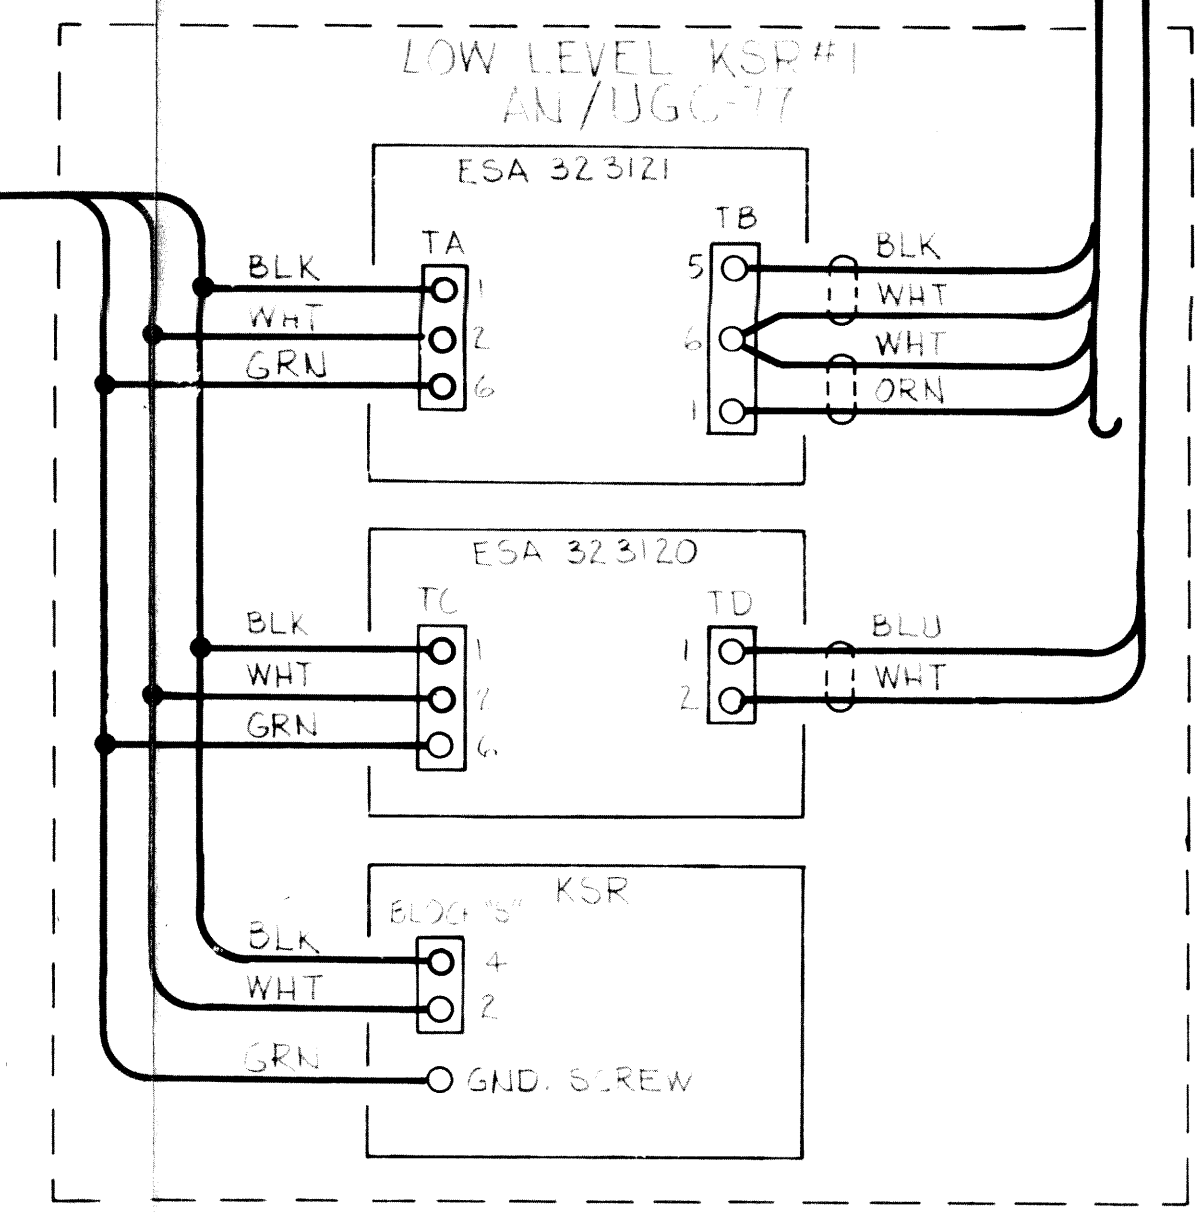 LOW LEVEL KSR #1
AN/UGC-77
ESA 323121
TA
TB
BLK 1
WHT 2
GRN 6
5 BLK
WHT
6
WHT
1 ORN
ESA 323120
TC
TD
BLK 1
WHT 2
GRN 6
1 BLU
2 WHT
KSR
BLK 4
WHT 2
GRN GND. SCREW